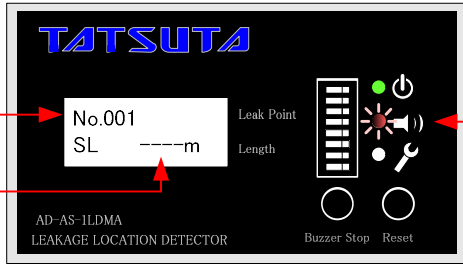 TATSUTA
No.001
SL ----m
Leak Point
Length
AD-AS-1LDMA
LEAKAGE LOCATION DETECTOR
Buzzer Stop Reset